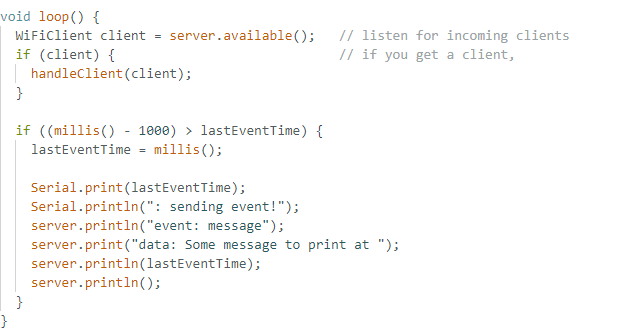 void loop() {
  WiFiClient client = server.available();   // listen for incoming clients
  if (client) {                             // if you get a client,
    handleClient(client);
  }

  if ((millis() - 1000) > lastEventTime) {
    lastEventTime = millis();

    Serial.print(lastEventTime);
    Serial.println(": sending event!");
    server.println("event: message");
    server.print("data: Some message to print at ");
    server.println(lastEventTime);
    server.println();
  }
}